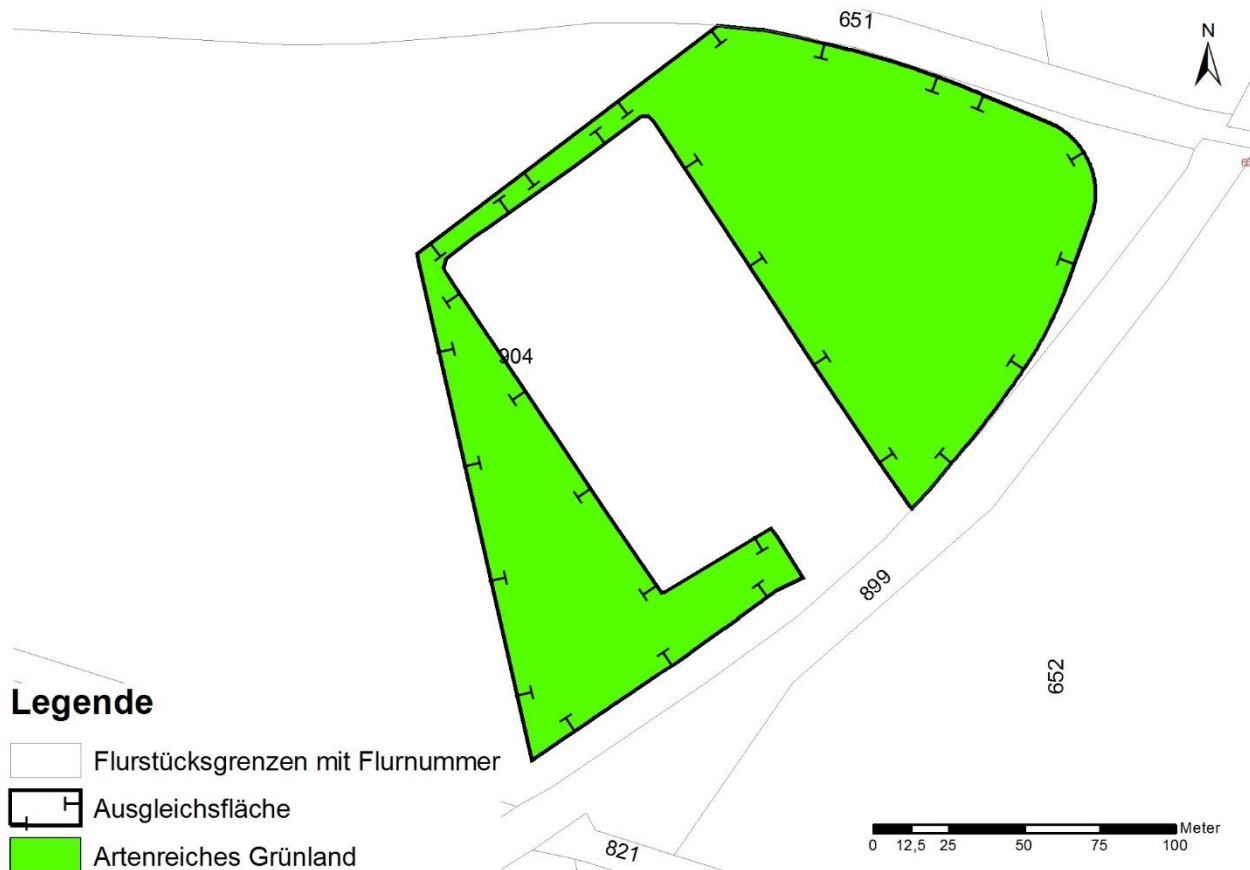 651
N
904
899
652
Legende
Flurstücksgrenzen mit Flurnummer
Ausgleichsfläche
Artenreiches Grünland
821
Meter
0 12,5 25 50 75 100